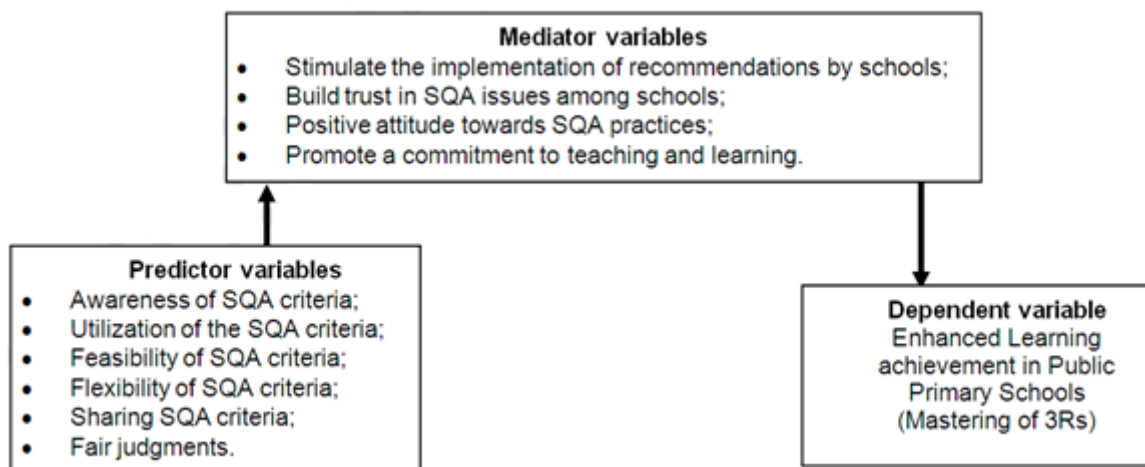 Mediator variables
• Stimulate the implementation of recommendations by schools;
• Build trust in SQA issues among schools;
• Positive attitude towards SQA practices;
• Promote a commitment to teaching and learning.
Predictor variables
• Awareness of SQA criteria;
• Utilization of the SQA criteria;
• Feasibility of SQA criteria;
• Flexibility of SQA criteria;
• Sharing SQA criteria;
• Fair judgments.
Dependent variable
Enhanced Learning
achievement in Public
Primary Schools
(Mastering of 3Rs)